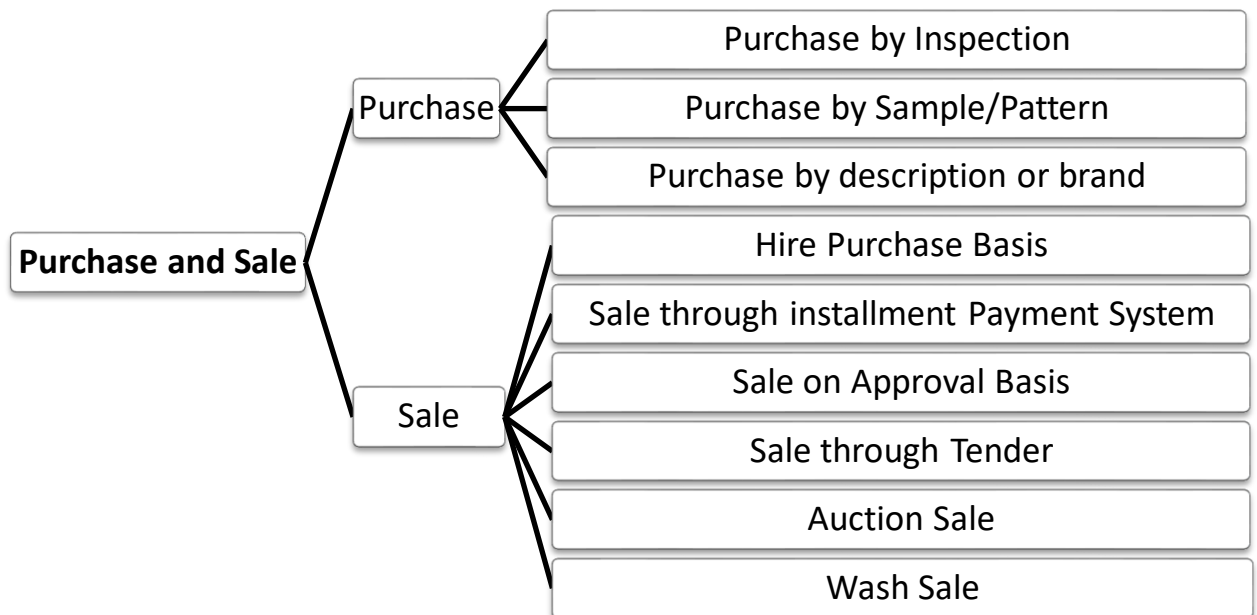 Purchase and Sale
Purchase
Purchase by Inspection
Purchase by Sample/Pattern
Purchase by description or brand
Sale
Hire Purchase Basis
Sale through installment Payment System
Sale on Approval Basis
Sale through Tender
Auction Sale
Wash Sale